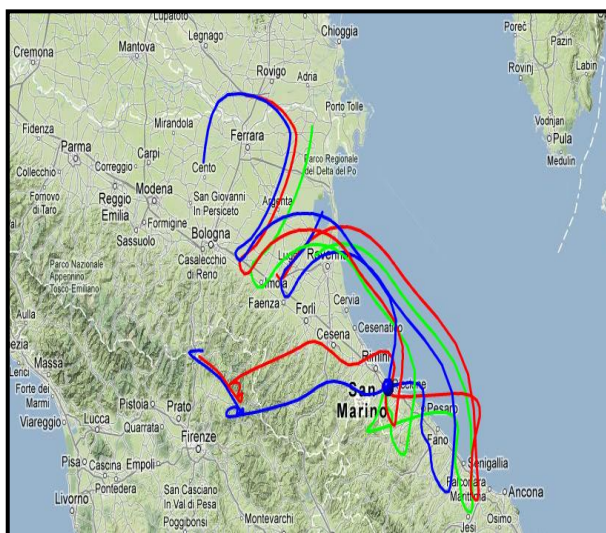 Lupatoto
Legnago
Chioggia
Cremona
Mantova
Rovigo
Adria
Poreč
Pazin
Labin
Rovinj
Porto Tolle
Fidenza
Mirandola
Ferrara
Vodnjan
Pula
Medulin
Parma
Carpi
Cento
Parco Regionale
del Delta del Po
Collecchio
Correggio
Reggio
Emilia
Modena
San Giovanni
In Persiceto
Argenta
Fornovo
di Taro
Formigine
Bologna
Sassuolo
Casalecchio
di Reno
Lugo
Ravenna
Parco Nazionale
Appennino
Tosco Emiliano
Imola
Faenza
Forlì
Cervia
Aulla
Cesena
Cesenatico
Massa
Rimini
Lerici
Forte dei
Marmi
Riccione
San
Marino
Pistoia
Prato
Lucca
Viareggio
Quarrata
Firenze
Pesaro
Fano
Pisa
Cascina
Empoli
Senigallia
Pontedera
Falconara
Marittima
Ancona
Livorno
San Casciano
In Val di Pesa
Poggibonsi
Montevarchi
Jesi
Osimo